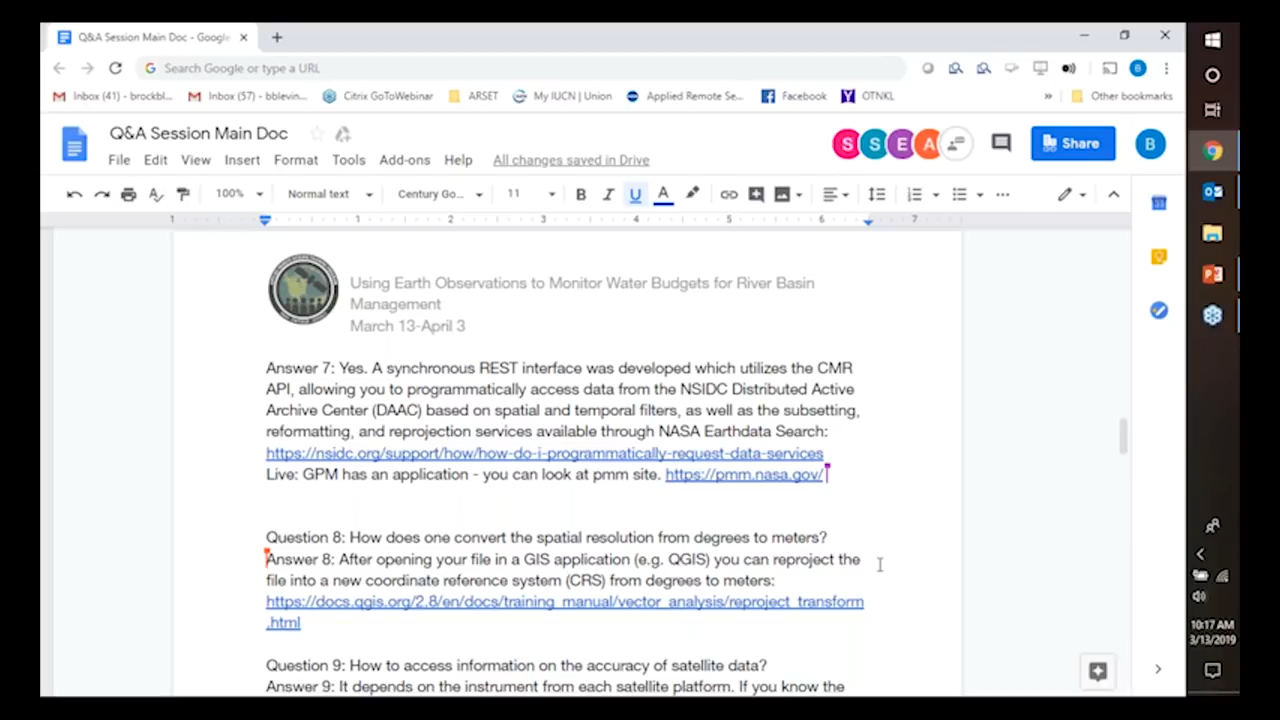 Q&A Session Main Doc - Google
Search Google or type a URL
Inbox (41) - brockbl...
Inbox (57) - bblevin...
Citrix GoToWebinar
ARSET
My IUCN | Union
Applied Remote Se...
Facebook
OTNKL
»
Other bookmarks
Q&A Session Main Doc
File Edit View Insert Format Tools Add-ons Help All changes saved in Drive
S S E A
Share
B
100% Normal text Century Go... 11 B I U A
1 1 2 3 4 5 6 7
Using Earth Observations to Monitor Water Budgets for River Basin
Management
March 13-April 3
Answer 7: Yes. A synchronous REST interface was developed which utilizes the CMR
API, allowing you to programmatically access data from the NSIDC Distributed Active
Archive Center (DAAC) based on spatial and temporal filters, as well as the subsetting,
reformatting, and reprojection services available through NASA Earthdata Search:
https://nsidc.org/support/how/how-do-i-programmatically-request-data-services
Live: GPM has an application - you can look at pmm site. https://pmm.nasa.gov/
Question 8: How does one convert the spatial resolution from degrees to meters?
Answer 8: After opening your file in a GIS application (e.g. QGIS) you can reproject the
file into a new coordinate reference system (CRS) from degrees to meters:
https://docs.qgis.org/2.8/en/docs/training_manual/vector_analysis/reproject_transform
.html
Question 9: How to access information on the accuracy of satellite data?
Answer 9: It depends on the instrument from each satellite platform. If you know the
10:17 AM
3/13/2019